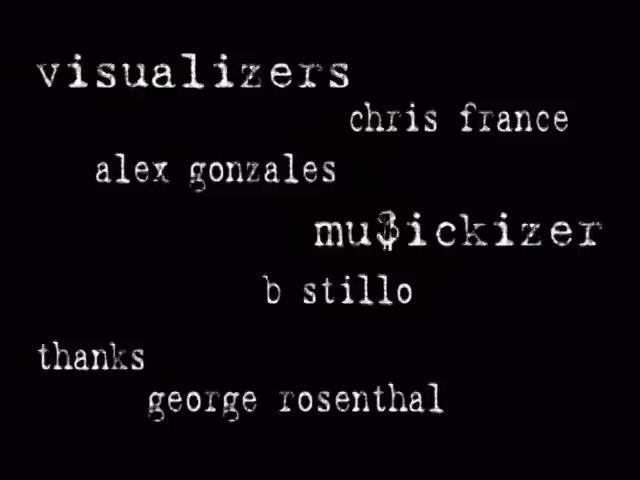 visualizers
chris france
alex gonzales
mu$ickizer
b stillo
thanks
george rosenthal